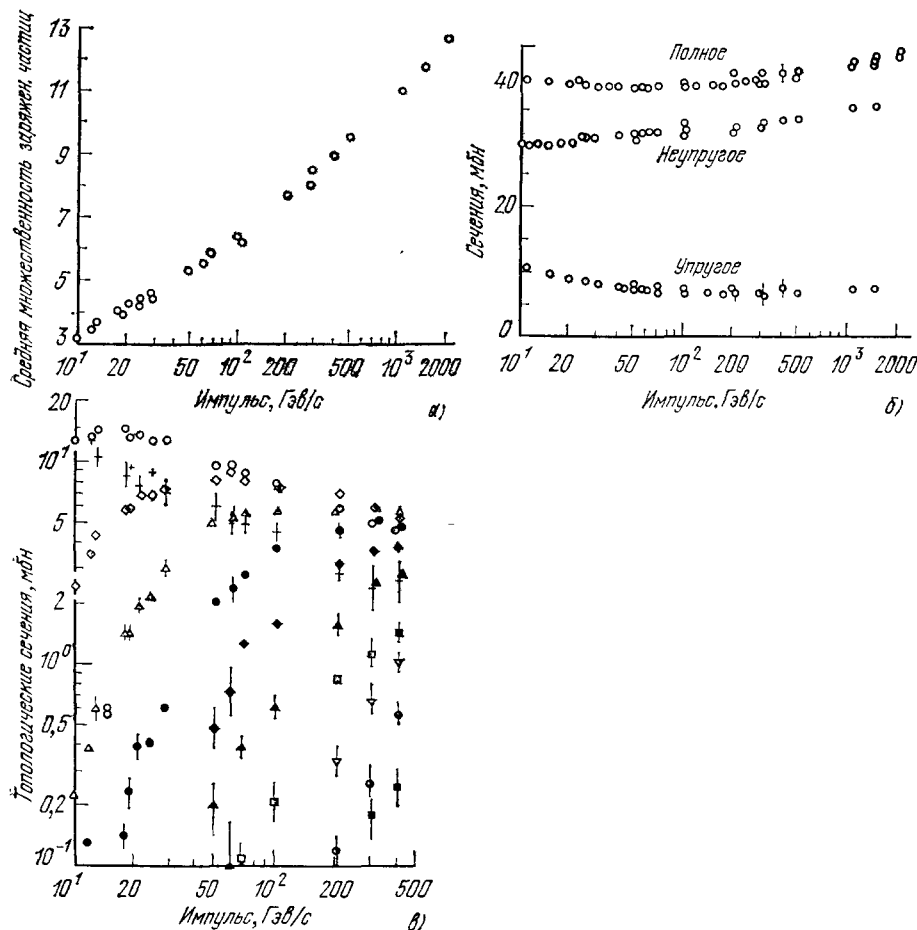 Средняя множественность заряжен. частиц
13
11
9
7
5
3
10¹ 20 50 10² 200 500 10³ 2000
Импульс, Гэв/с
а)
Сечения, мбн
40
20
0
Полное
Неупругое
Упругое
10¹ 20 50 10² 200 500 10³ 2000
Импульс, Гэв/с
б)
Топологические сечения, мбн
20
10¹
5
2
10⁰
0,5
0,2
10⁻¹
10¹ 20 50 10² 200 500
Импульс, Гэв/с
в)